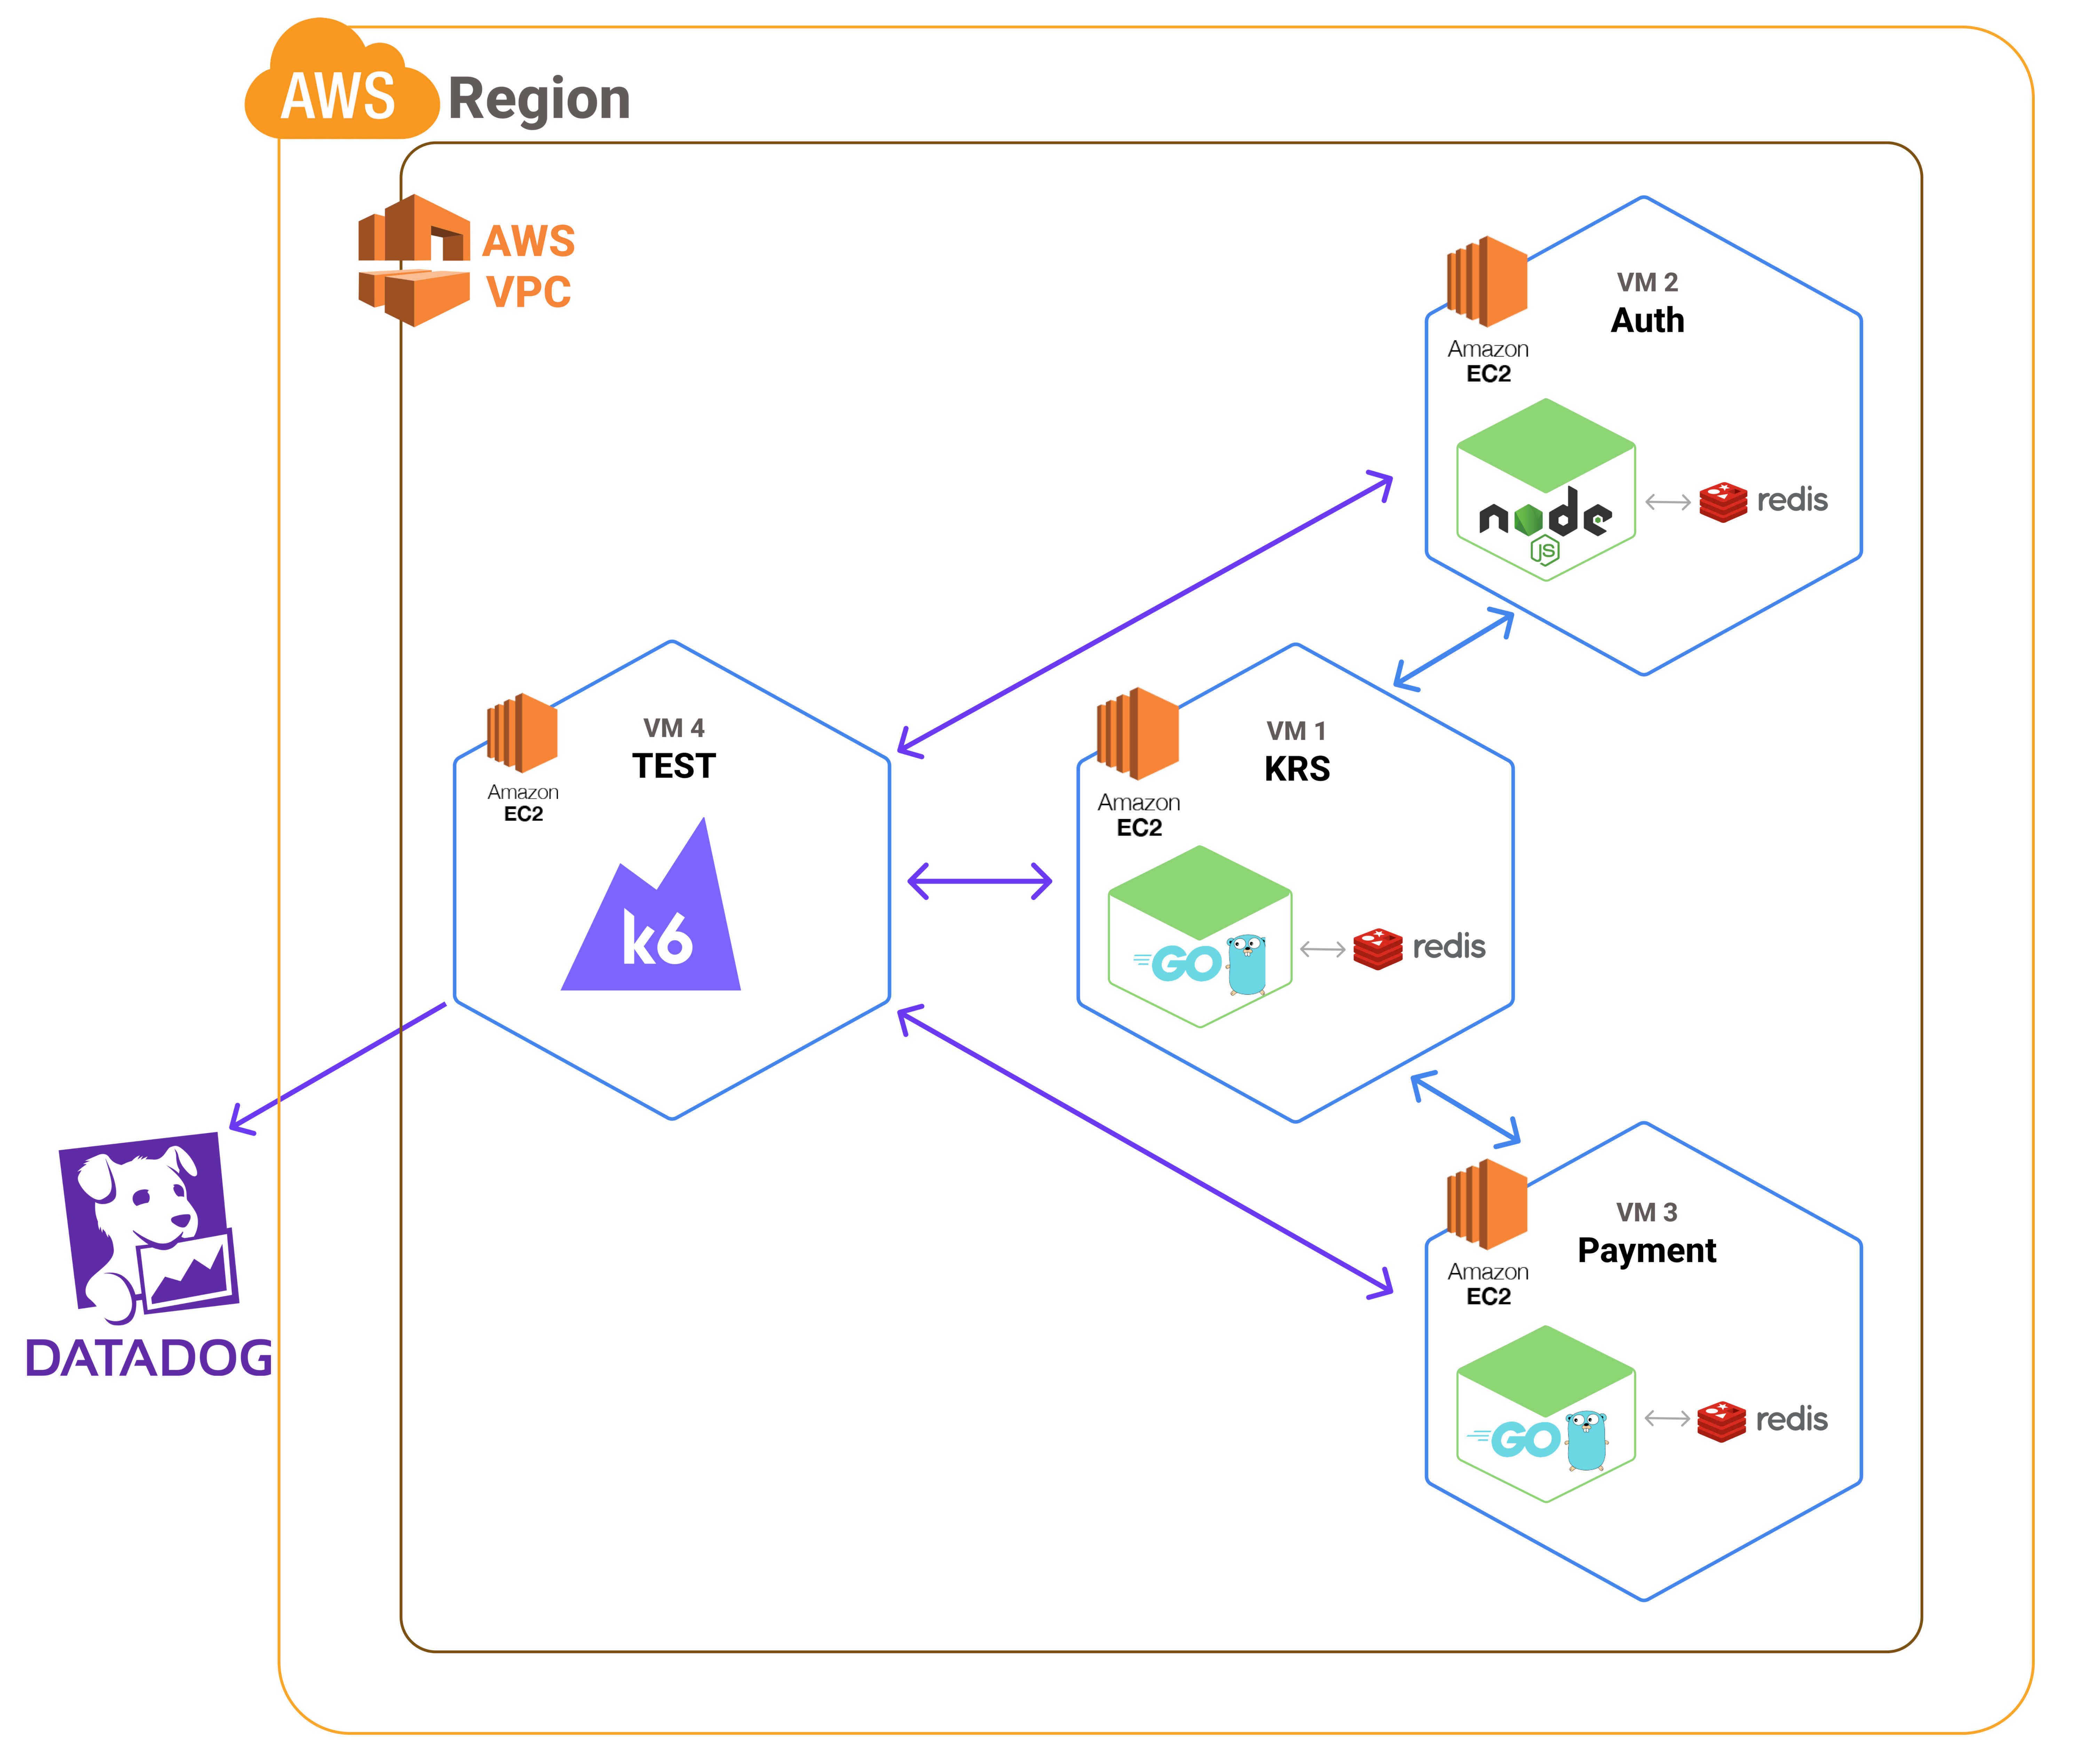 AWS Region
AWS
VPC
VM 2
Auth
Amazon
EC2
node
JS
redis
VM 4
TEST
Amazon
EC2
k6
VM 1
KRS
Amazon
EC2
GO
redis
DATADOG
VM 3
Payment
Amazon
EC2
GO
redis